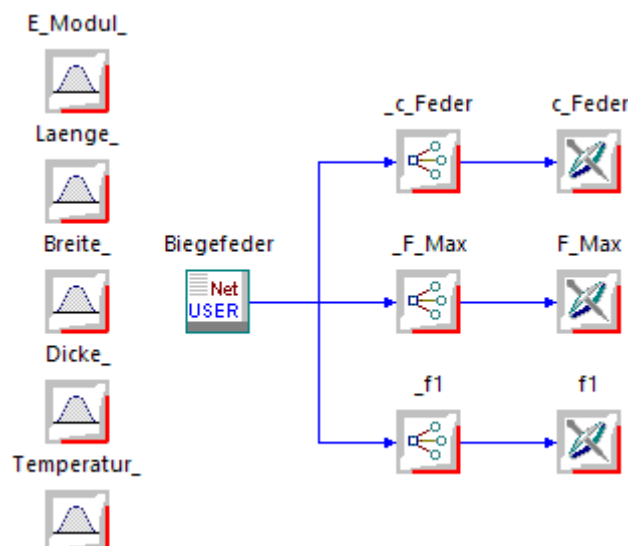 E_Modul_
Laenge_
Breite_
Dicke_
Temperatur_
Biegefeder
Net
USER
_c_Feder
c_Feder
_F_Max
F_Max
_f1
f1